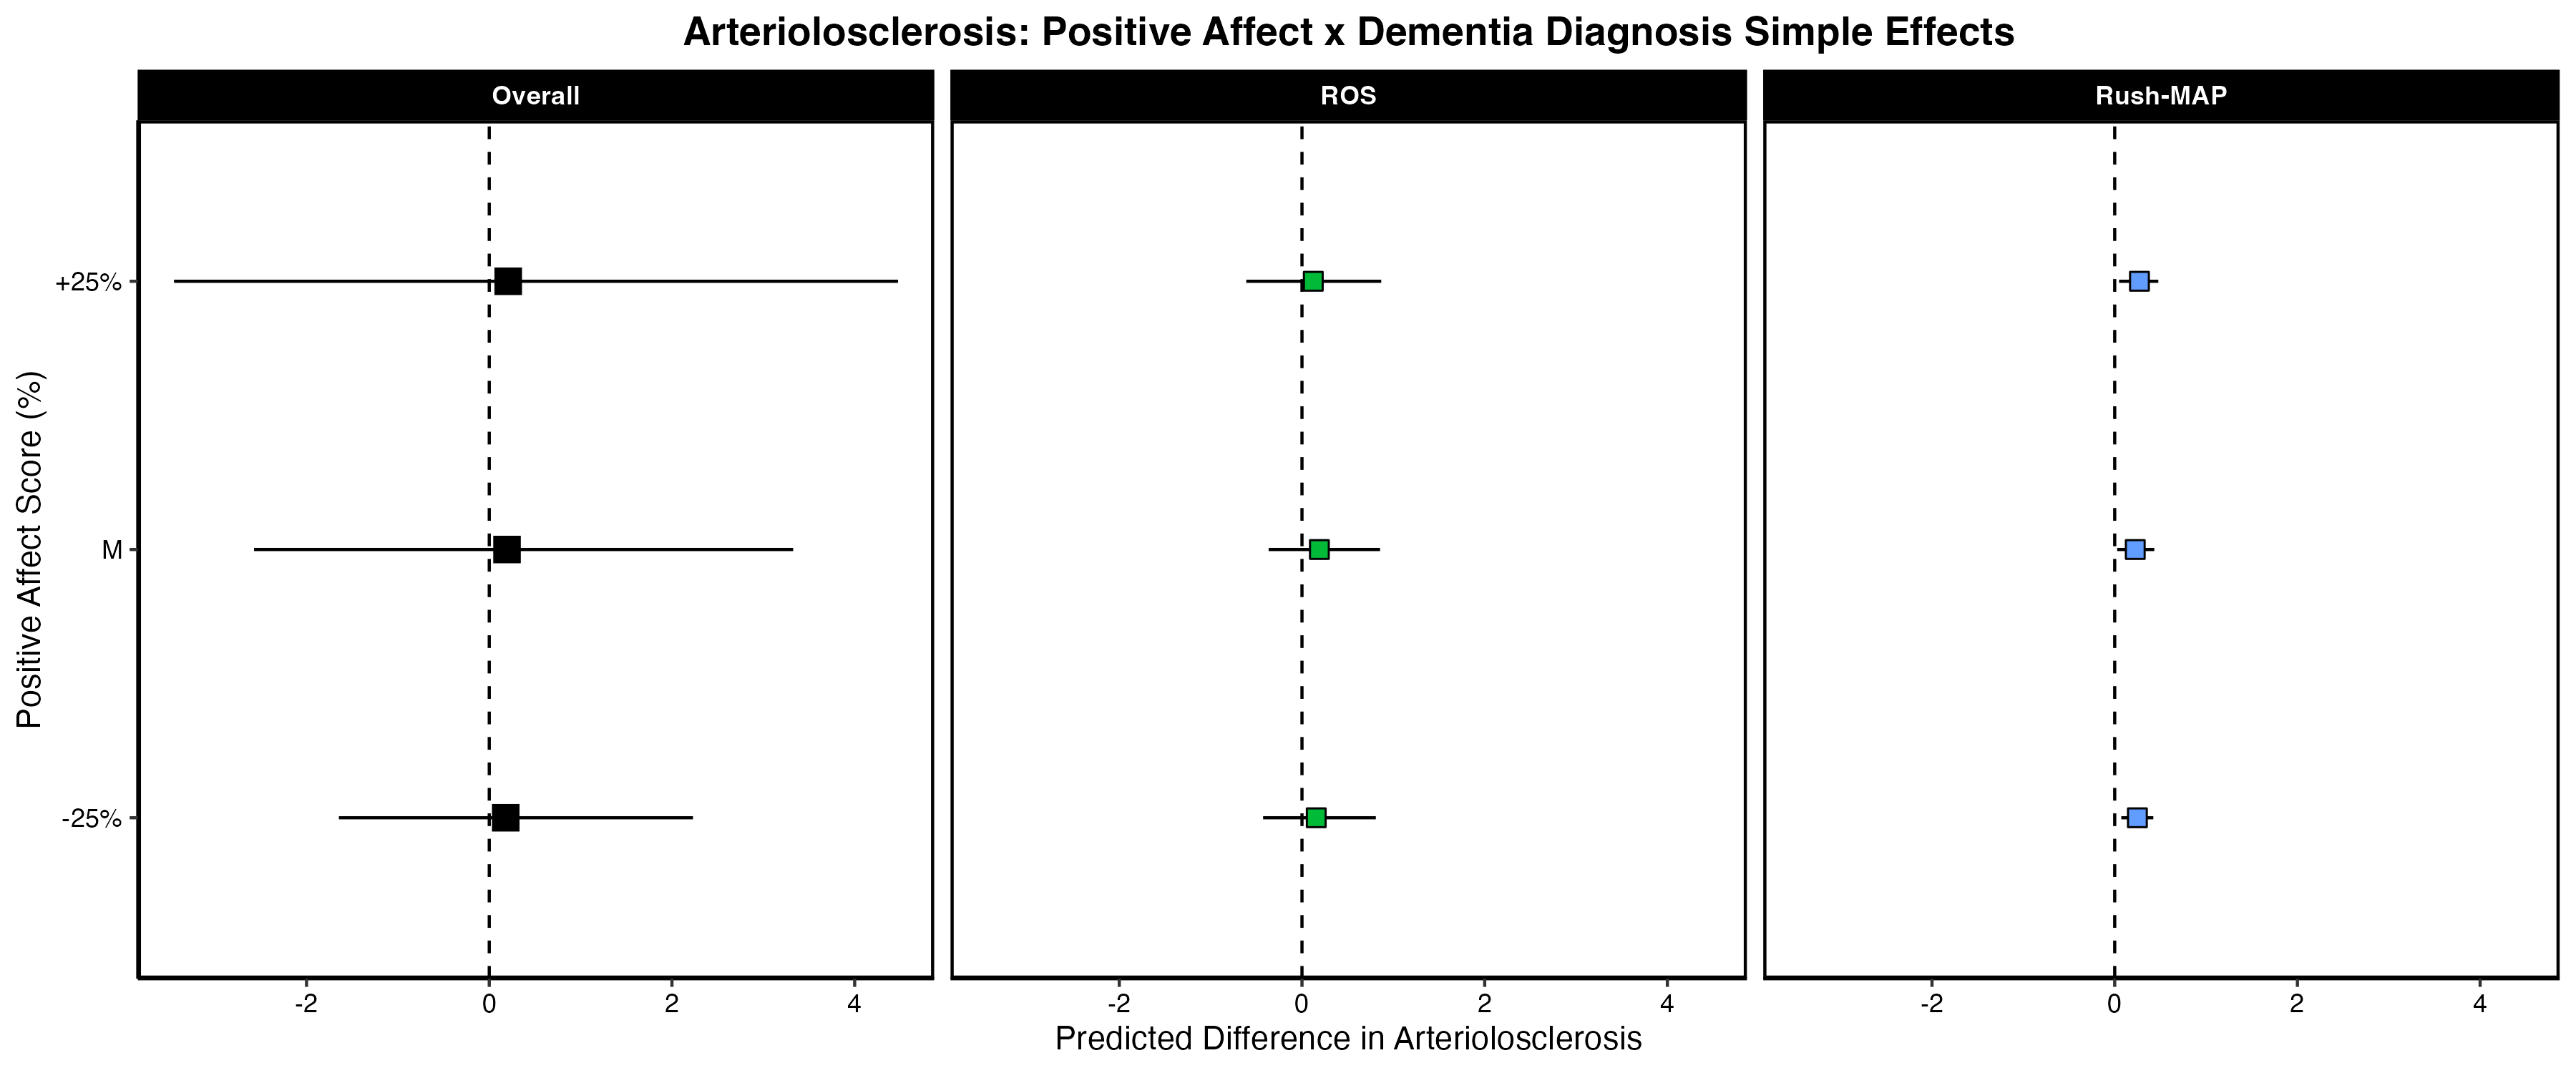 Arteriolosclerosis: Positive Affect x Dementia Diagnosis Simple Effects
Overall
ROS
Rush-MAP
Positive Affect Score (%)
+25%
M
-25%
-2 0 2 4
-2 0 2 4
-2 0 2 4
Predicted Difference in Arteriolosclerosis